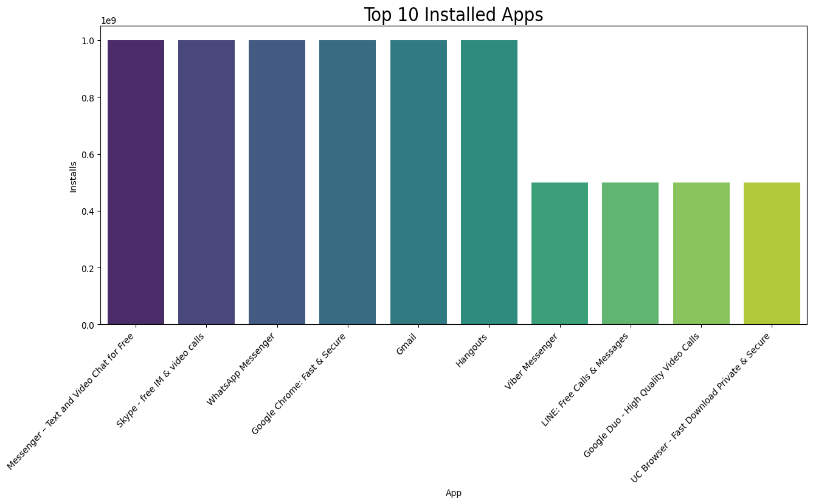 Top 10 Installed Apps
1e9
1.0
0.8
0.6
0.4
0.2
0.0
Installs
Messenger – Text and Video Chat for Free
Skype - free IM & video calls
WhatsApp Messenger
Google Chrome: Fast & Secure
Gmail
Hangouts
Viber Messenger
LINE: Free Calls & Messages
Google Duo - High Quality Video Calls
UC Browser - Fast Download Private & Secure
App